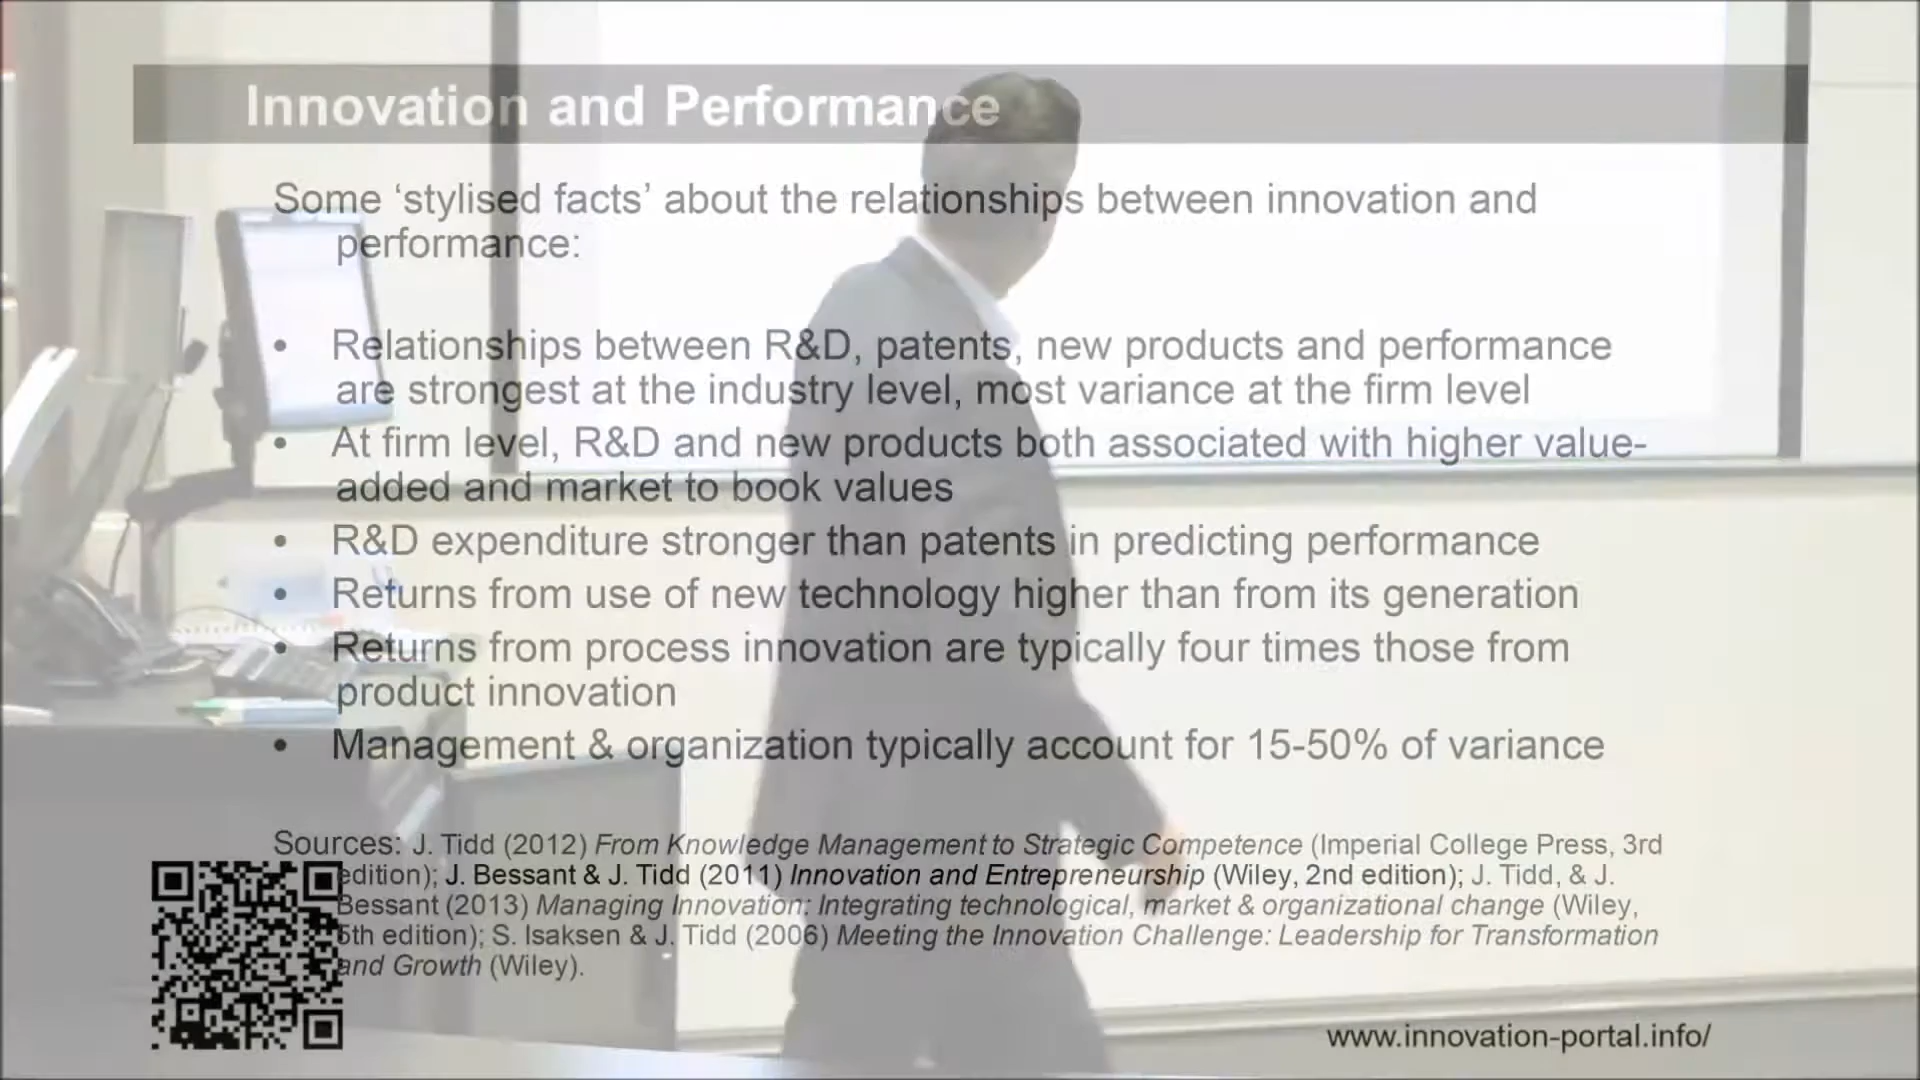 Innovation and Performance
Some ‘stylised facts’ about the relationships between innovation and
performance:
• Relationships between R&D, patents, new products and performance
are strongest at the industry level, most variance at the firm level
• At firm level, R&D and new products both associated with higher value-
added and market to book values
• R&D expenditure stronger than patents in predicting performance
• Returns from use of new technology higher than from its generation
• Returns from process innovation are typically four times those from
product innovation
• Management & organization typically account for 15-50% of variance
Sources: J. Tidd (2012) From Knowledge Management to Strategic Competence (Imperial College Press, 3rd
edition); J. Bessant & J. Tidd (2011) Innovation and Entrepreneurship (Wiley, 2nd edition); J. Tidd, & J.
Bessant (2013) Managing Innovation: Integrating technological, market & organizational change (Wiley,
5th edition); S. Isaksen & J. Tidd (2006) Meeting the Innovation Challenge: Leadership for Transformation
and Growth (Wiley).
www.innovation-portal.info/